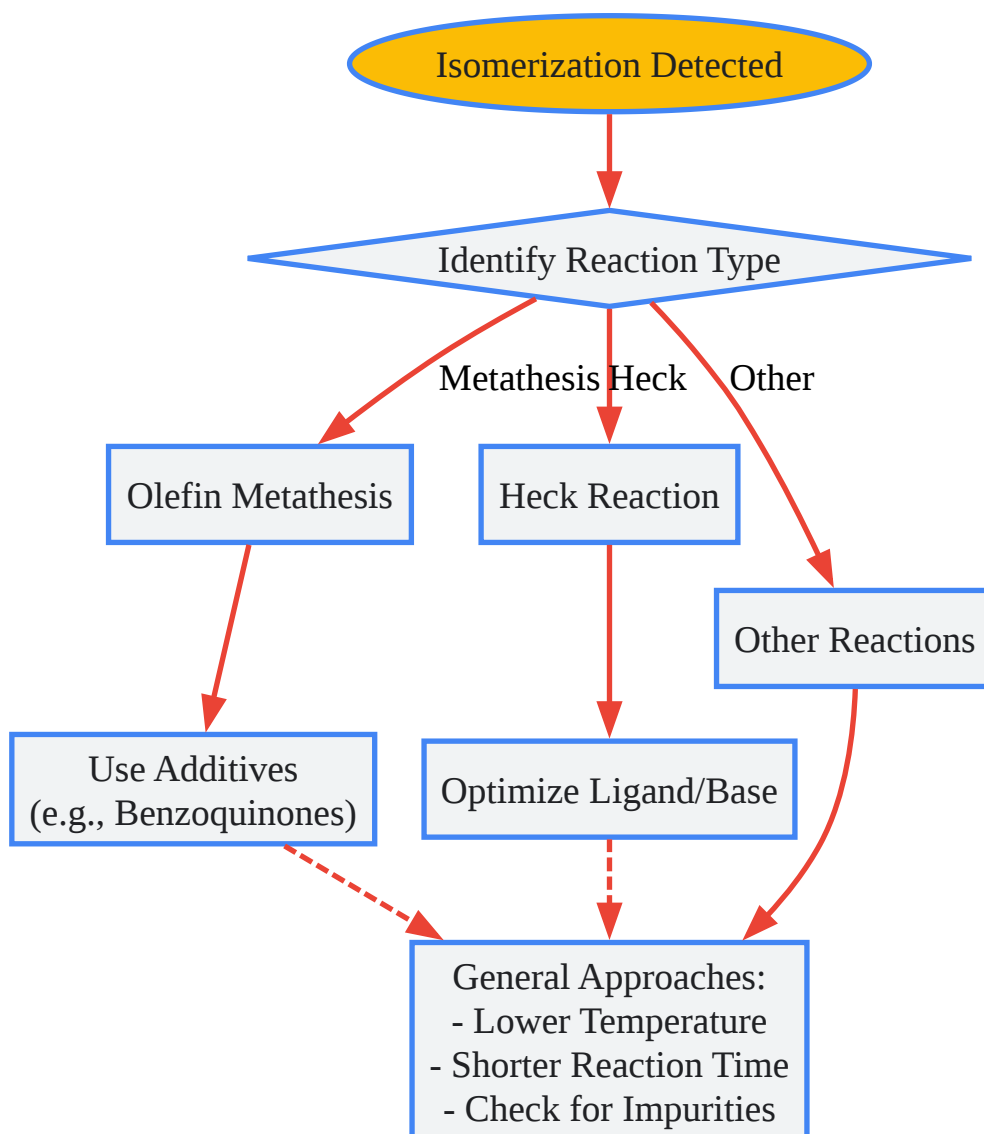 Isomerization Detected
Identify Reaction Type
Metathesis
Heck
Other
Olefin Metathesis
Heck Reaction
Other Reactions
Use Additives
(e.g., Benzoquinones)
Optimize Ligand/Base
General Approaches:
- Lower Temperature
- Shorter Reaction Time
- Check for Impurities